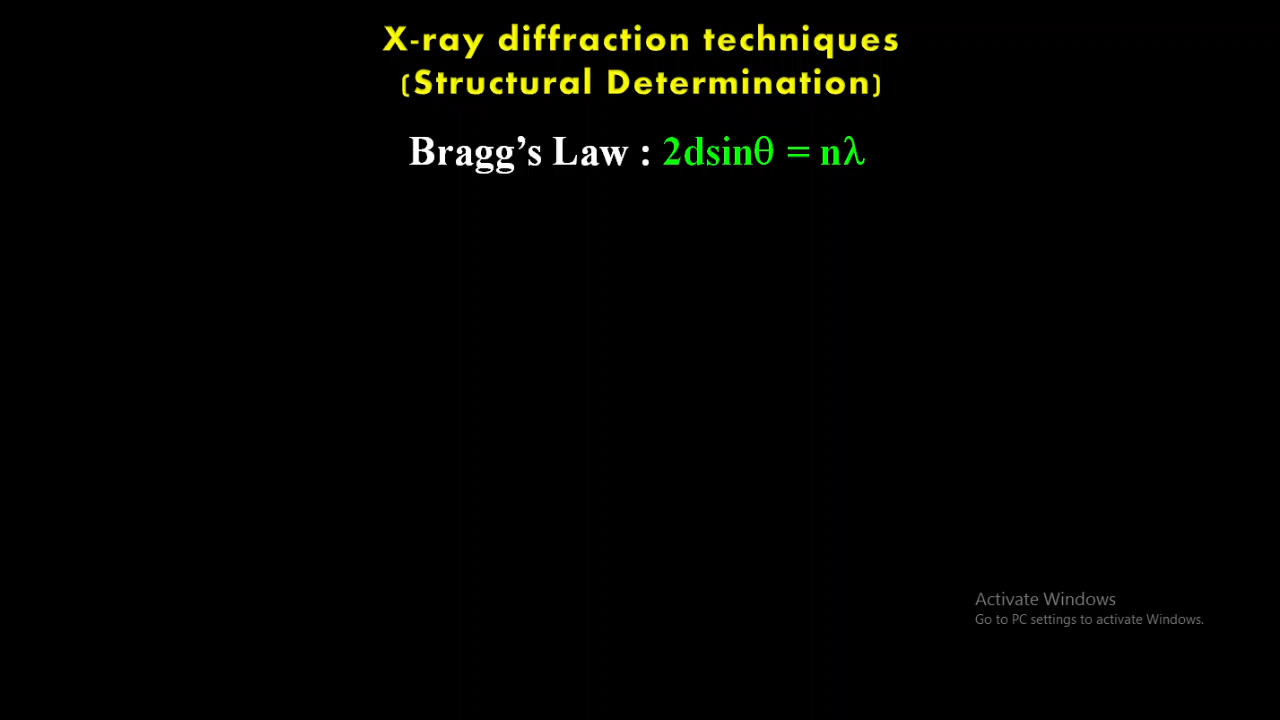 X-ray diffraction techniques
(Structural Determination)
Bragg’s Law : 2dsinθ = nλ
Activate Windows
Go to PC settings to activate Windows.